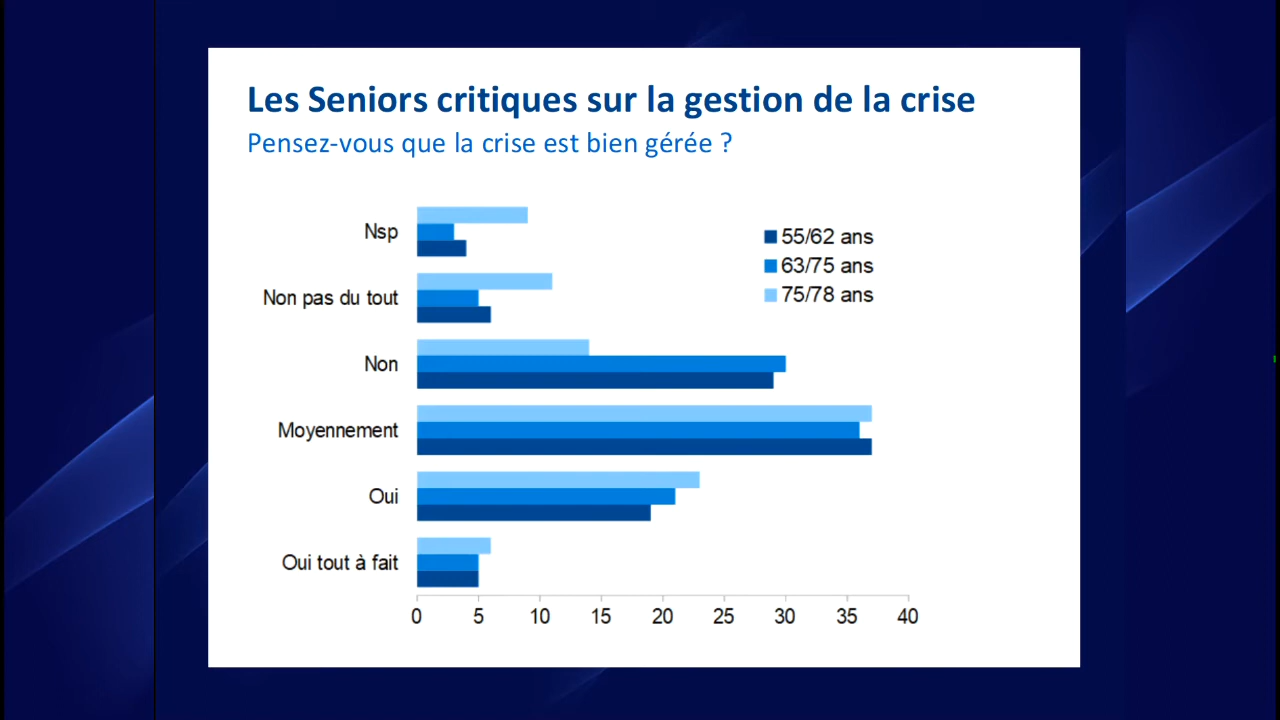 Les Seniors critiques sur la gestion de la crise
Pensez-vous que la crise est bien gérée ?
Nsp
Non pas du tout
Non
Moyennement
Oui
Oui tout à fait
55/62 ans
63/75 ans
75/78 ans
0 5 10 15 20 25 30 35 40